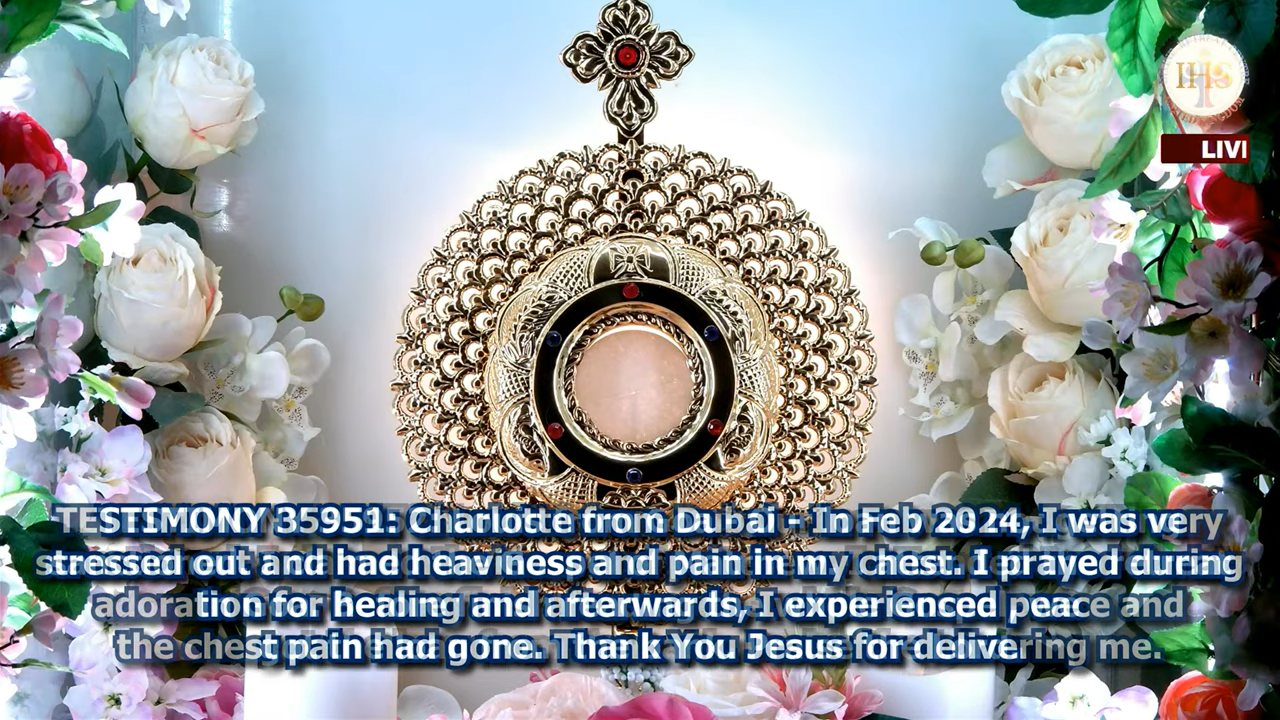 IHS
LIVI
TESTIMONY 35951: Charlotte from Dubai - In Feb 2024, I was very
stressed out and had heaviness and pain in my chest. I prayed during
adoration for healing and afterwards, I experienced peace and
the chest pain had gone. Thank You Jesus for delivering me.